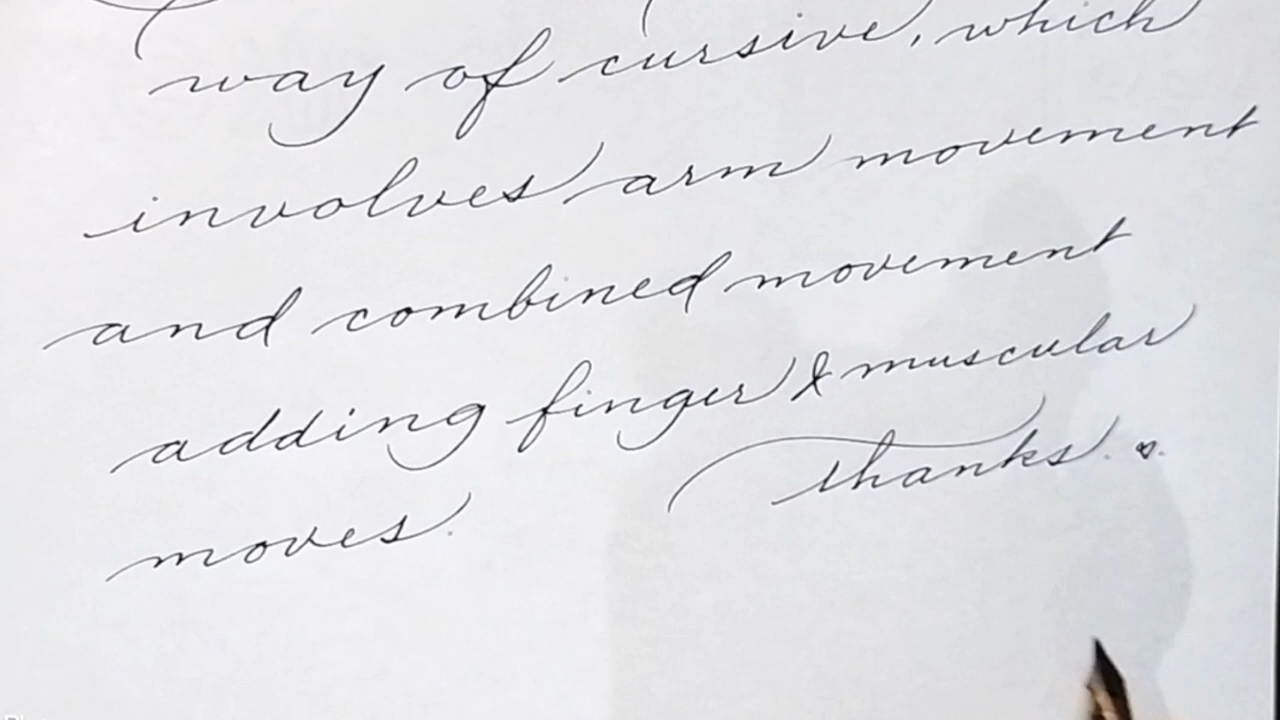 way of cursive, which
involves arm movement
and combined movement
adding finger & muscular
thanks.
moves.